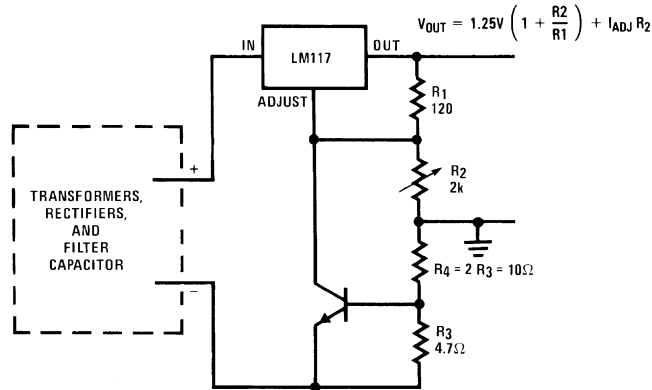 V_OUT = 1.25V (1 + R2/R1) + I_ADJ R2
IN
LM117
OUT
ADJUST
R1
120
R2
2k
+
TRANSFORMERS,
RECTIFIERS,
AND
FILTER
CAPACITOR
−
R4 = 2 R3 = 10Ω
R3
4.7Ω